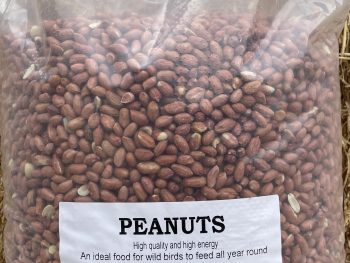 PEANUTS
High quality and high energy
An ideal food for wild birds to feed all year round